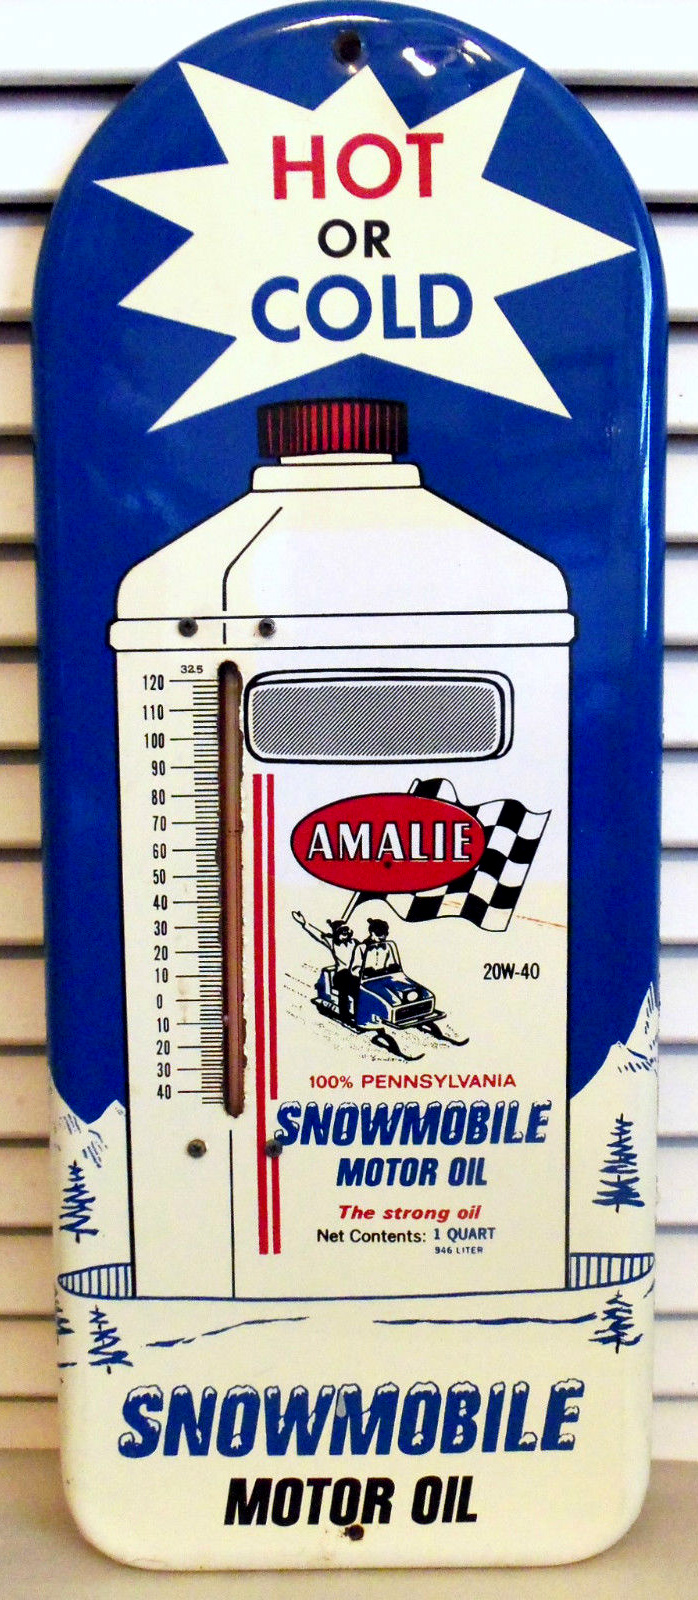 HOT
OR
COLD
325
120
110
100
90
80
70
60
50
40
30
20
10
0
10
20
30
40
AMALIE
20W-40
100% PENNSYLVANIA
SNOWMOBILE
MOTOR OIL
The strong oil
Net Contents: 1 QUART
946 LITER
SNOWMOBILE
MOTOR OIL